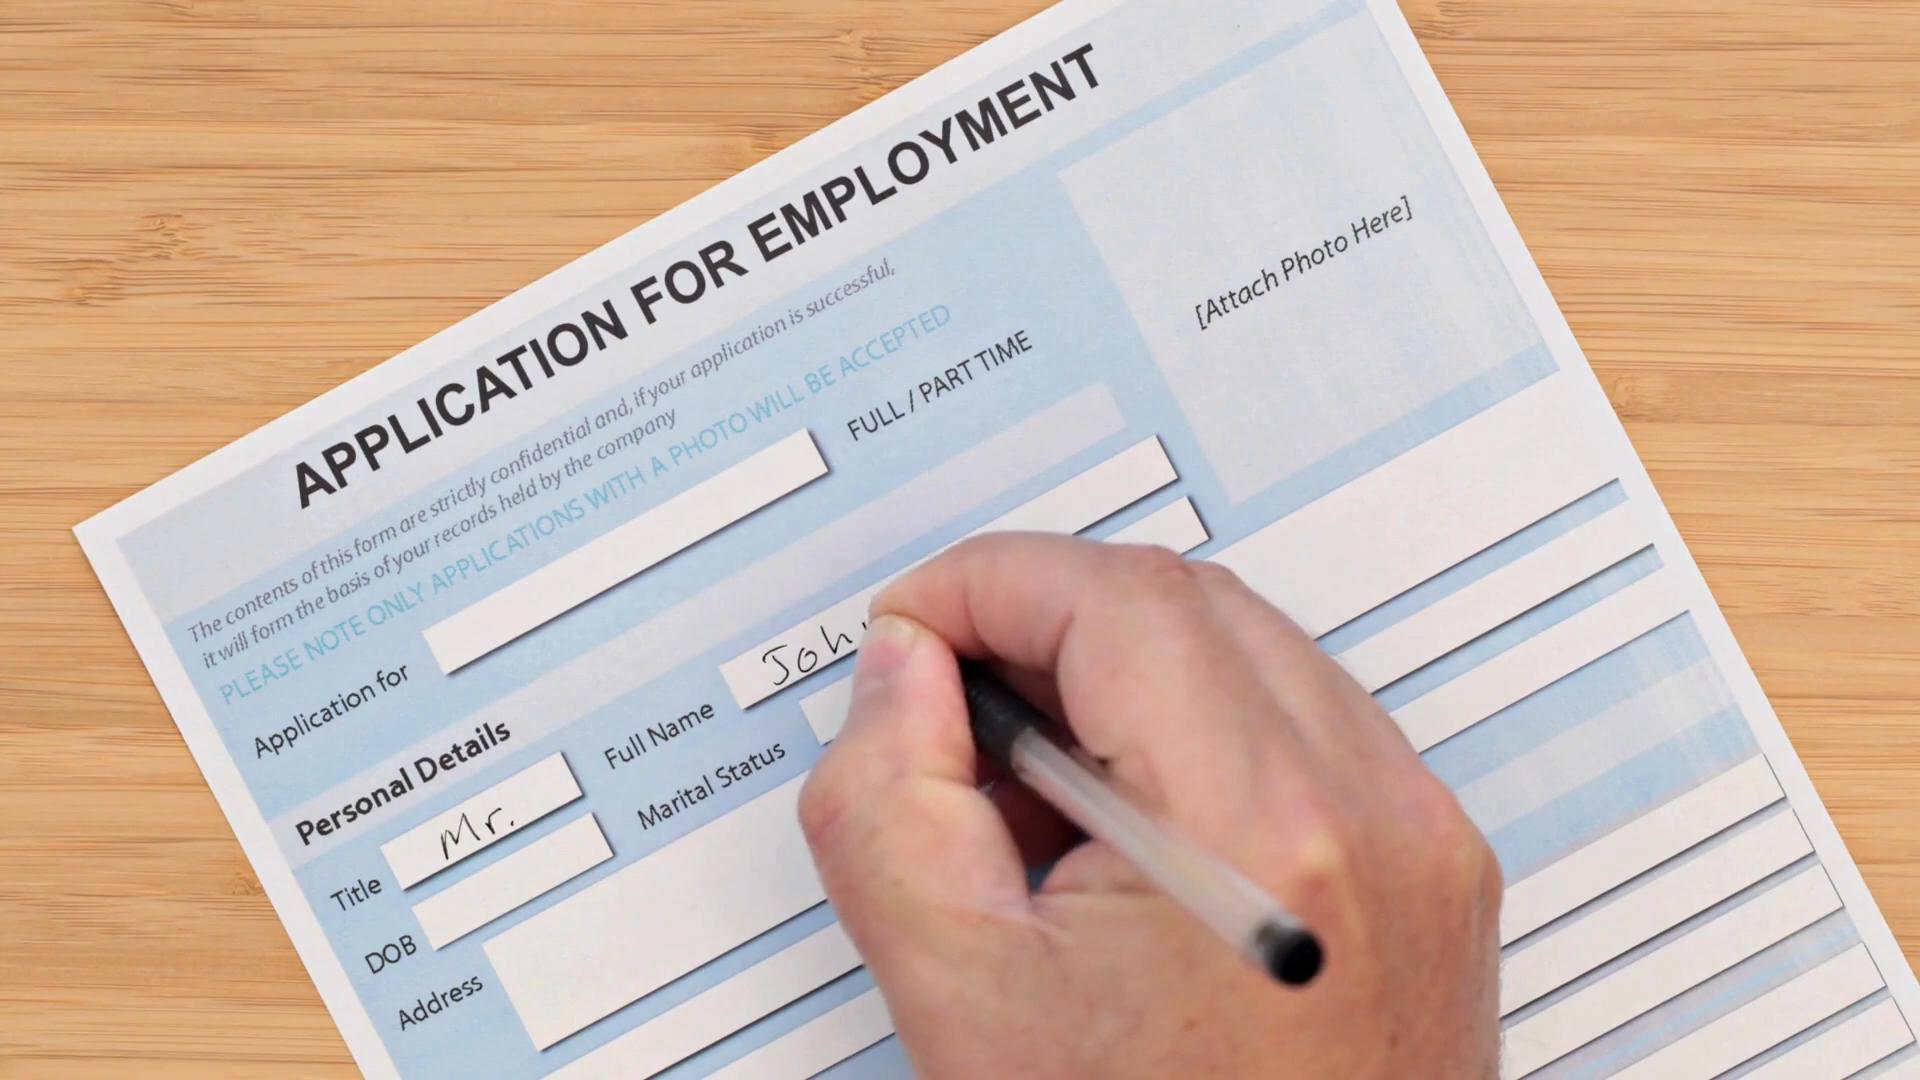 APPLICATION FOR EMPLOYMENT
The contents of this form are strictly confidential and, if your application is successful,
it will form the basis of your records held by the company
PLEASE NOTE ONLY APPLICATIONS WITH A PHOTO WILL BE ACCEPTED
[Attach Photo Here]
Application for
FULL / PART TIME
Personal Details
Title Mr.
Full Name Joh
DOB
Marital Status
Address